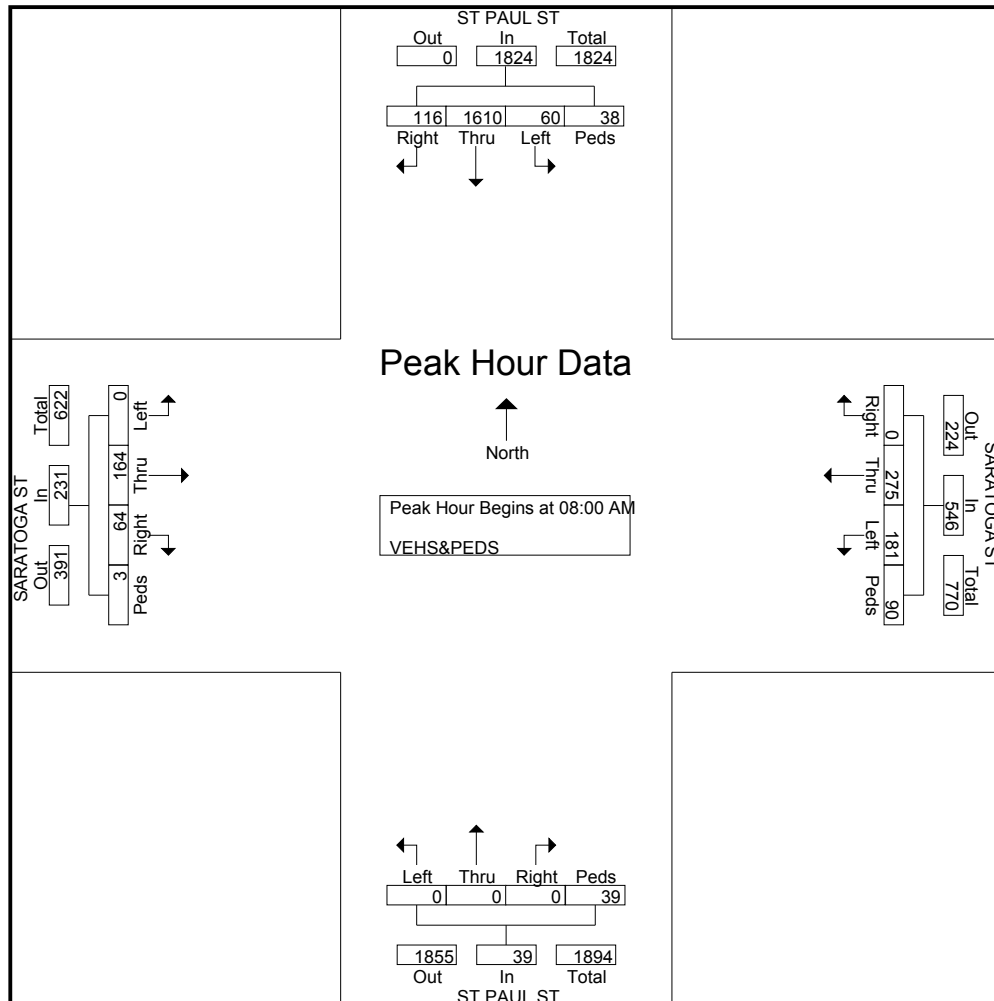 ST PAUL ST
Out In Total
0 1824 1824
116 1610 60 38
Right Thru Left Peds
Peak Hour Data
North
Peak Hour Begins at 08:00 AM
VEHS&PEDS
SARATOGA ST
Total In Out
622 231 391
0 164 64 3
Left Thru Right Peds
SARATOGA ST
Out In Total
224 546 770
0 275 181 90
Right Thru Left Peds
Left Thru Right Peds
0 0 0 39
1855 39 1894
Out In Total
ST PAUL ST